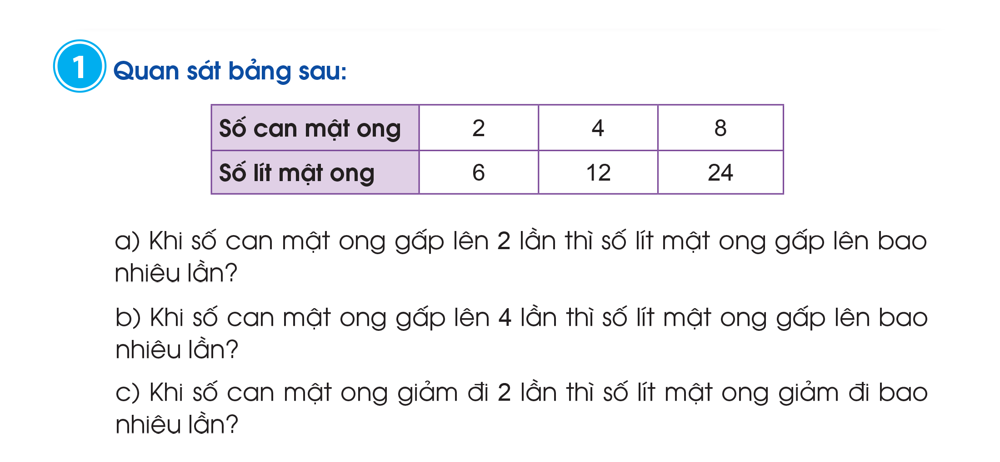 1 Quan sát bảng sau:
Số can mật ong 2 4 8
Số lít mật ong 6 12 24
a) Khi số can mật ong gấp lên 2 lần thì số lít mật ong gấp lên bao
nhiêu lần?
b) Khi số can mật ong gấp lên 4 lần thì số lít mật ong gấp lên bao
nhiêu lần?
c) Khi số can mật ong giảm đi 2 lần thì số lít mật ong giảm đi bao
nhiêu lần?